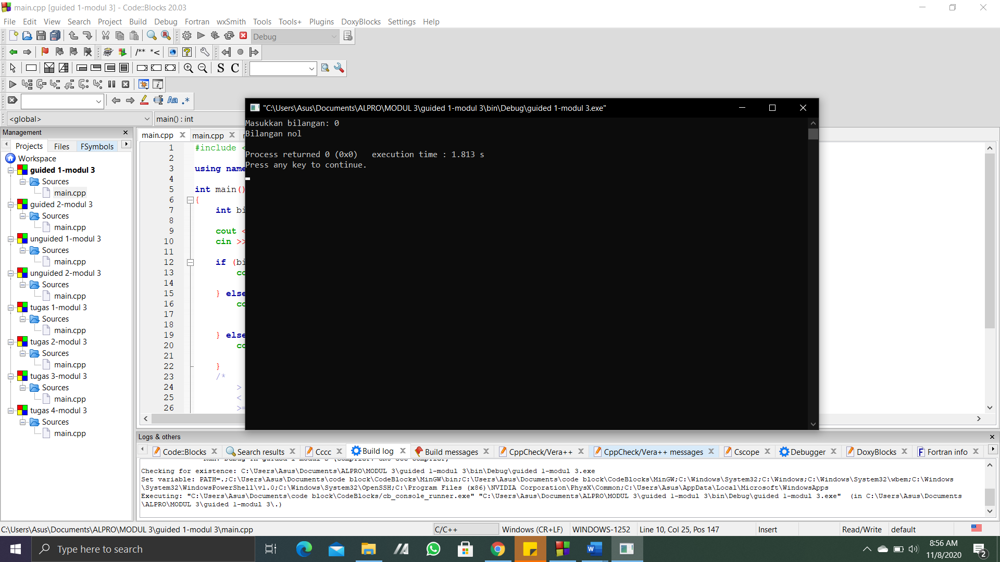 main.cpp [guided 1-modul 3] - Code::Blocks 20.03
File Edit View Search Project Build Debug Fortran wxSmith Tools Tools+ Plugins DoxyBlocks Settings Help
Debug
/** *<
S C
Aa .*
<global>
main() : int
Management
Projects Files FSymbols
Workspace
guided 1-modul 3
Sources
main.cpp
guided 2-modul 3
Sources
main.cpp
unguided 1-modul 3
Sources
main.cpp
unguided 2-modul 3
Sources
main.cpp
tugas 1-modul 3
Sources
main.cpp
tugas 2-modul 3
Sources
main.cpp
tugas 3-modul 3
Sources
main.cpp
tugas 4-modul 3
Sources
main.cpp
main.cpp main.cpp
1 #include <
2
3 using name
4
5 int main()
6 {
7 int bi
8
9 cout <
10 cin >>
11
12 if (bi
13 co
14
15 } else
16 co
17
18
19 } else
20 co
21
22 }
23 /*
24 >
25 <
26 >=
"C:\Users\Asus\Documents\ALPRO\MODUL 3\guided 1-modul 3\bin\Debug\guided 1-modul 3.exe"
Masukkan bilangan: 0
Bilangan nol
Process returned 0 (0x0)   execution time : 1.813 s
Press any key to continue.
Logs & others
Code::Blocks Search results Cccc Build log Build messages CppCheck/Vera++ CppCheck/Vera++ messages Cscope Debugger DoxyBlocks Fortran info
Checking for existence: C:\Users\Asus\Documents\ALPRO\MODUL 3\guided 1-modul 3\bin\Debug\guided 1-modul 3.exe
Set variable: PATH=.;C:\Users\Asus\Documents\code block\CodeBlocks\MinGW\bin;C:\Users\Asus\Documents\code block\CodeBlocks\MinGW;C:\Windows\System32;C:\Windows;C:\Windows\System32\wbem;C:\Windows
\System32\WindowsPowerShell\v1.0;C:\Windows\System32\OpenSSH;C:\Program Files (x86)\NVIDIA Corporation\PhysX\Common;C:\Users\Asus\AppData\Local\Microsoft\WindowsApps
Executing: "C:\Users\Asus\Documents\code block\CodeBlocks/cb_console_runner.exe" "C:\Users\Asus\Documents\ALPRO\MODUL 3\guided 1-modul 3\bin\Debug\guided 1-modul 3.exe"  (in C:\Users\Asus\Documents
\ALPRO\MODUL 3\guided 1-modul 3\.)
C:\Users\Asus\Documents\ALPRO\MODUL 3\guided 1-modul 3\main.cpp C/C++ Windows (CR+LF) WINDOWS-1252 Line 10, Col 25, Pos 147 Insert Read/Write default
Type here to search
8:56 AM
11/8/2020
2